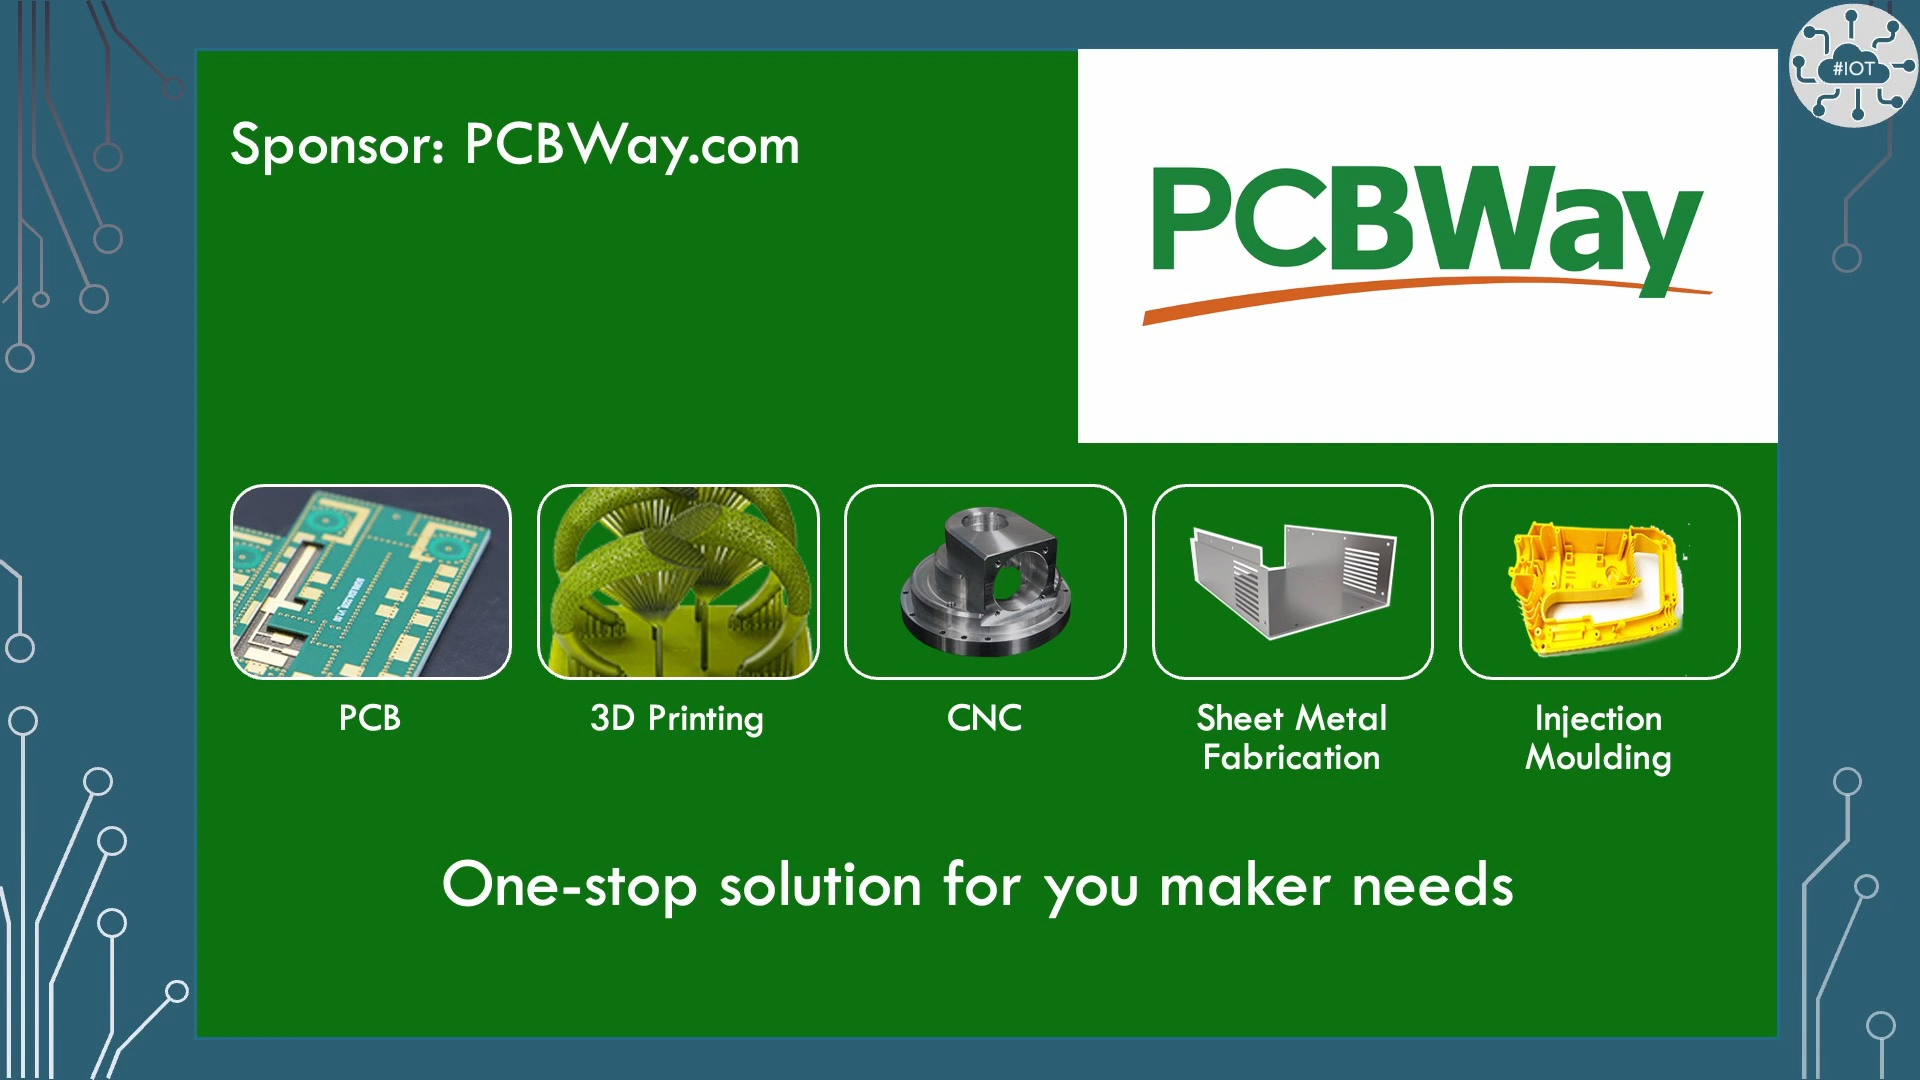 #IOT
Sponsor: PCBWay.com
PCBWay
PCB
3D Printing
CNC
Sheet Metal
Fabrication
Injection
Moulding
One-stop solution for you maker needs